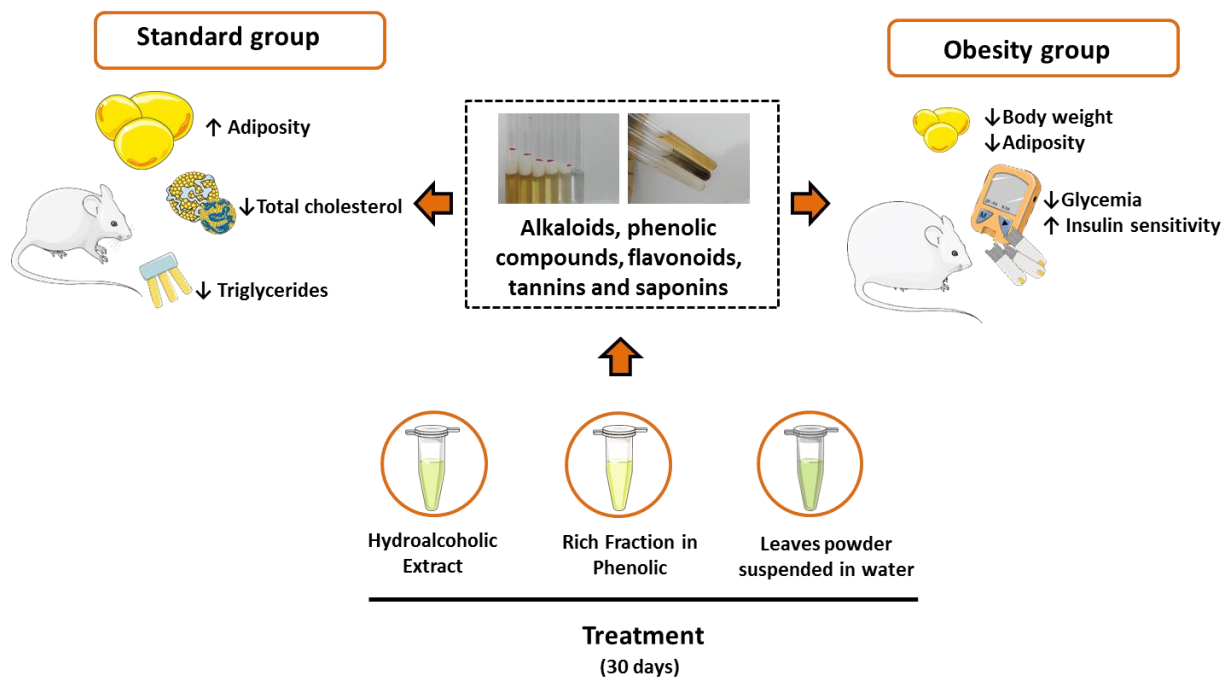 Standard group
↑ Adiposity
↓Total cholesterol
↓ Triglycerides
Alkaloids, phenolic
compounds, flavonoids,
tannins and saponins
Obesity group
↓Body weight
↓Adiposity
↓Glycemia
↑ Insulin sensitivity
M
Hydroalcoholic
Extract
Rich Fraction in
Phenolic
Leaves powder
suspended in water
Treatment
(30 days)